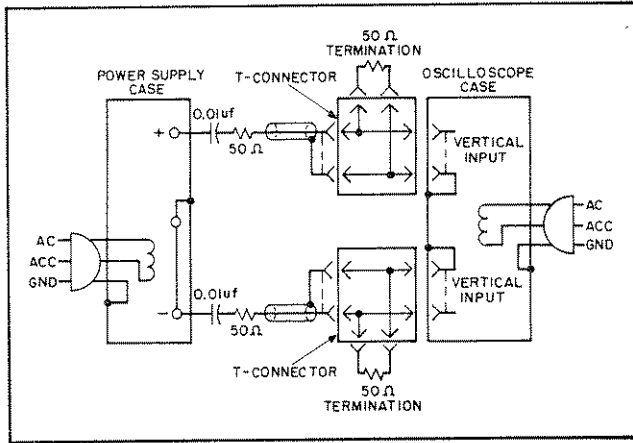 50 Ω
TERMINATION
T-CONNECTOR
POWER SUPPLY
CASE
OSCILLOSCOPE
CASE
0.01uf
+
50 Ω
VERTICAL
INPUT
AC
ACC
GND
AC
ACC
GND
VERTICAL
INPUT
0.01uf
−
50Ω
T-CONNECTOR
50 Ω
TERMINATION